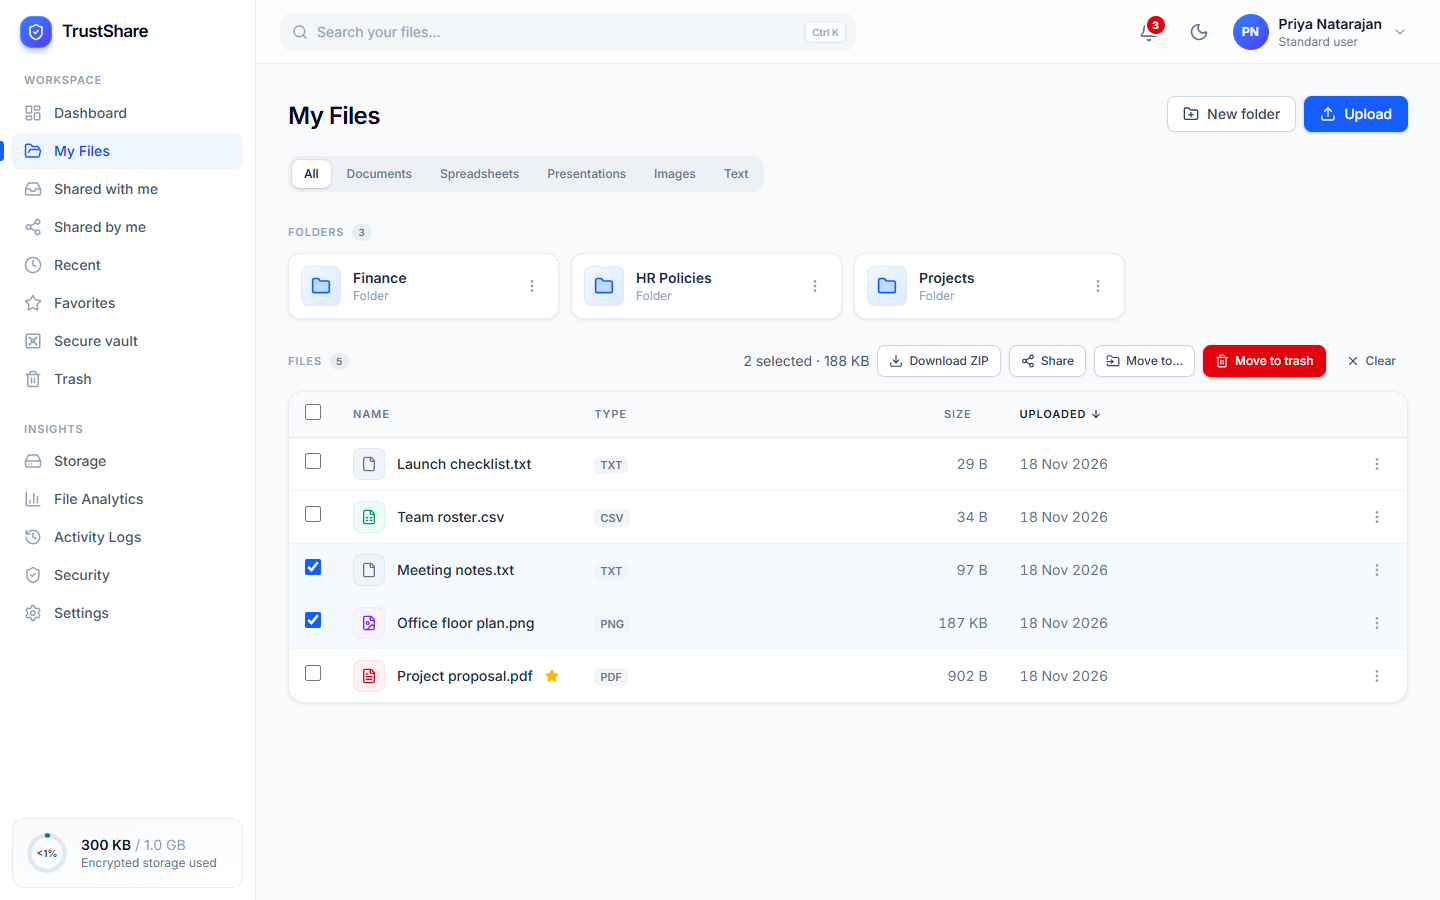 TrustShare
Search your files...
Ctrl K
3
PN
Priya Natarajan
Standard user
WORKSPACE
Dashboard
My Files
Shared with me
Shared by me
Recent
Favorites
Secure vault
Trash
INSIGHTS
Storage
File Analytics
Activity Logs
Security
Settings
<1%
300 KB / 1.0 GB
Encrypted storage used
My Files
New folder
Upload
All Documents Spreadsheets Presentations Images Text
FOLDERS 3
Finance
Folder
HR Policies
Folder
Projects
Folder
FILES 5
2 selected · 188 KB
Download ZIP
Share
Move to...
Move to trash
Clear
NAME TYPE SIZE UPLOADED ↓
Launch checklist.txt TXT 29 B 18 Nov 2026
Team roster.csv CSV 34 B 18 Nov 2026
Meeting notes.txt TXT 97 B 18 Nov 2026
Office floor plan.png PNG 187 KB 18 Nov 2026
Project proposal.pdf PDF 902 B 18 Nov 2026